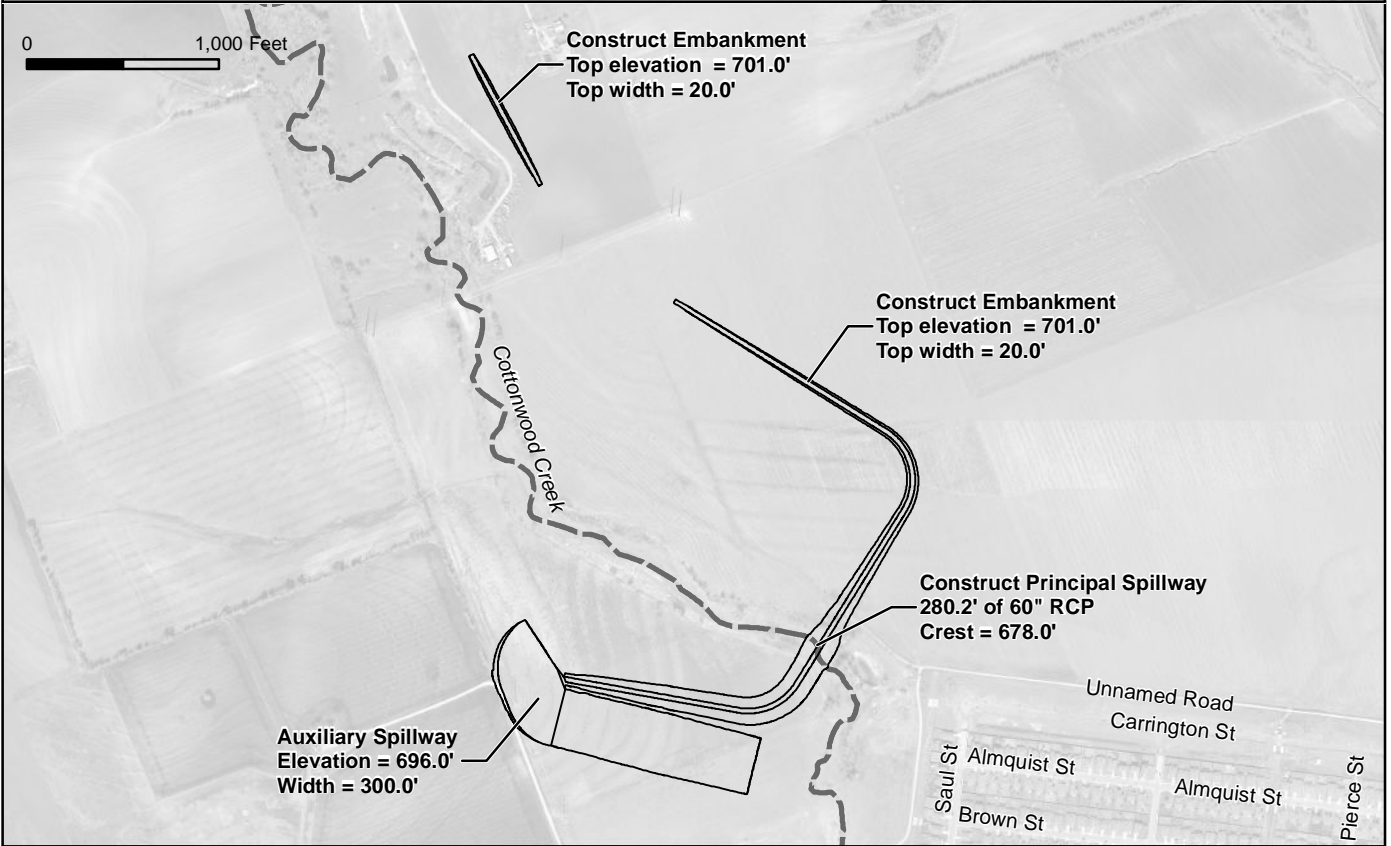 0 1,000 Feet
Construct Embankment
Top elevation = 701.0'
Top width = 20.0'
Construct Embankment
Top elevation = 701.0'
Top width = 20.0'
Cottonwood Creek
Construct Principal Spillway
280.2' of 60" RCP
Crest = 678.0'
Auxiliary Spillway
Elevation = 696.0'
Width = 300.0'
Unnamed Road
Carrington St
Saul St
Almquist St
Almquist St
Brown St
Pierce St